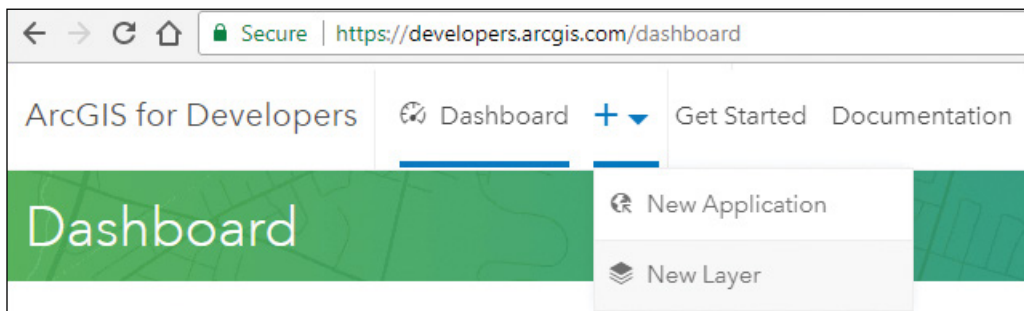 Secure | https://developers.arcgis.com/dashboard
ArcGIS for Developers Dashboard + Get Started Documentation
Dashboard
New Application
New Layer